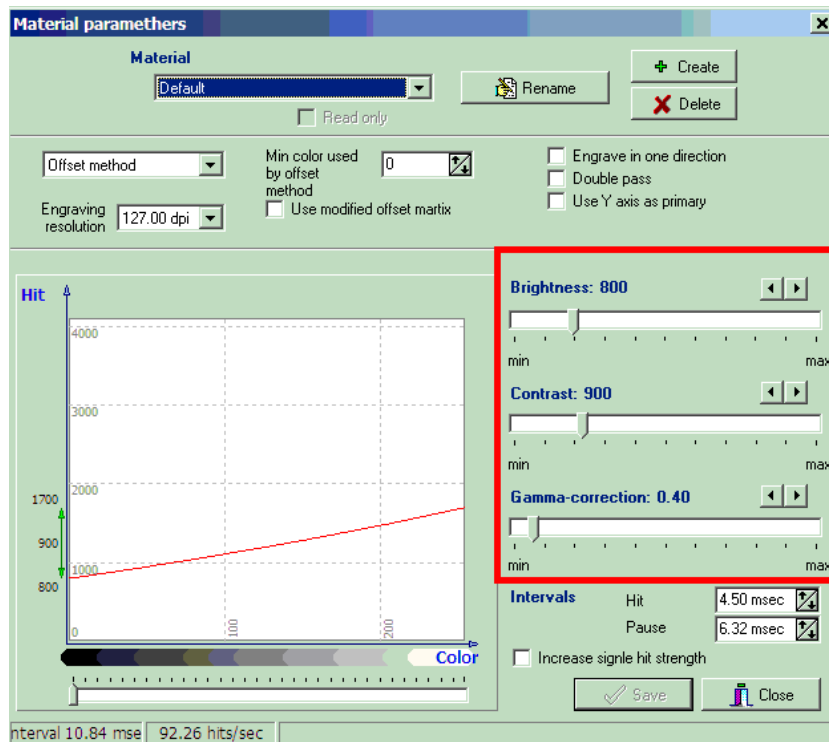 Material paramethers
Material
Default
Rename
Create
Delete
Read only
Offset method
Min color used
by offset
method
0
Engrave in one direction
Double pass
Use Y axis as primary
Engraving
resolution
127.00 dpi
Use modified offset martix
Hit
4000
3000
2000
1000
0
1700
900
800
100
200
Color
Brightness: 800
min
max
Contrast: 900
min
max
Gamma-correction: 0.40
min
max
Intervals
Hit
4.50 msec
Pause
6.32 msec
Increase signle hit strength
Save
Close
nterval 10.84 mse
92.26 hits/sec